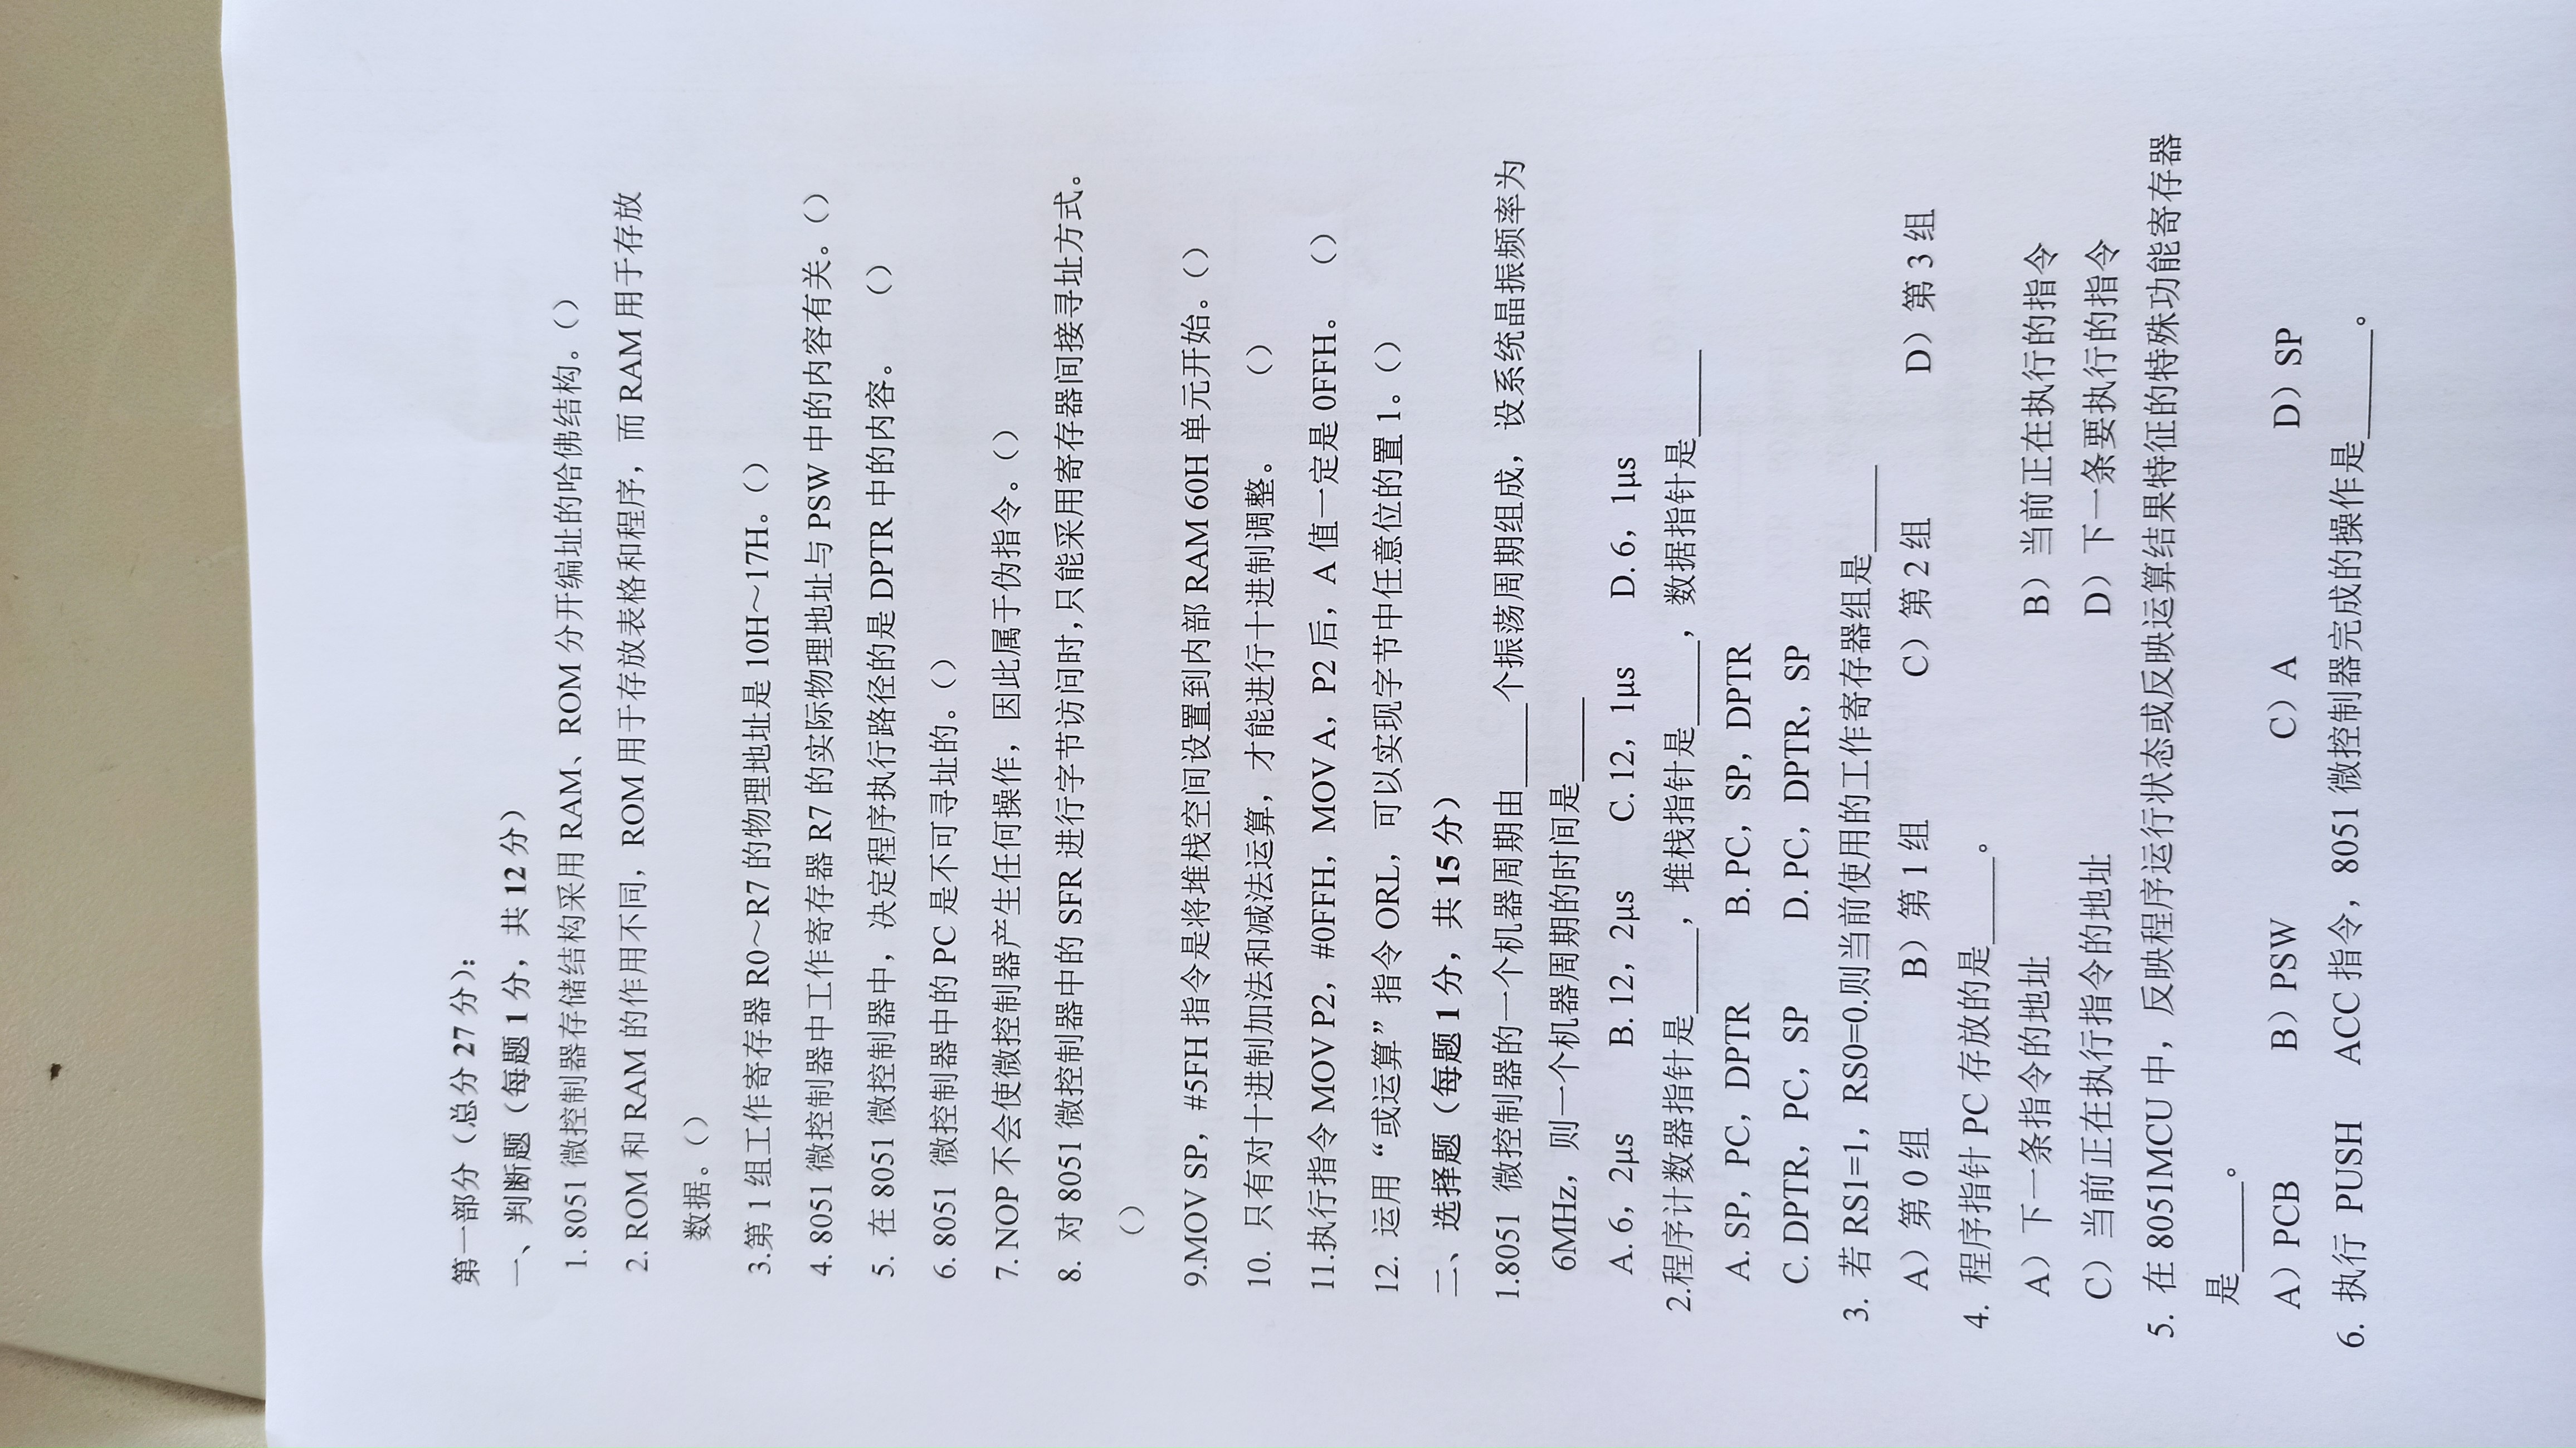 第一部分（总分 27 分）：
一、判断题（每题 1 分，共 12 分）
1. 8051 微控制器存储结构采用 RAM、ROM 分开编址的哈佛结构。（）
2. ROM 和 RAM 的作用不同，ROM 用于存放表格和程序，而 RAM 用于存放
数据。（）
3.第 1 组工作寄存器 R0～R7 的物理地址是 10H～17H。（）
4. 8051 微控制器中工作寄存器 R7 的实际物理地址与 PSW 中的内容有关。（）
5. 在 8051 微控制器中，决定程序执行路径的是 DPTR 中的内容。 （）
6. 8051 微控制器中的 PC 是不可寻址的。（）
7. NOP 不会使微控制器产生任何操作，因此属于伪指令。（）
8. 对 8051 微控制器中的 SFR 进行字节访问时，只能采用寄存器间接寻址方式。
（）
9.MOV SP，#5FH 指令是将堆栈空间设置到内部 RAM 60H 单元开始。（）
10. 只有对十进制加法和减法运算，才能进行十进制调整。 （）
11.执行指令 MOV P2，#0FFH，MOV A，P2 后，A 值一定是 0FFH。 （）
12. 运用“或运算”指令 ORL，可以实现字节中任意位的置 1。（）
二、选择题（每题 1 分，共 15 分）
1.8051 微控制器的一个机器周期由_____个振荡周期组成，设系统晶振频率为
6MHz，则一个机器周期的时间是_____
A. 6，2μs B. 12，2μs C. 12，1μs D. 6，1μs
2.程序计数器指针是_____，堆栈指针是_____，数据指针是_____
A. SP，PC，DPTR B. PC，SP，DPTR
C. DPTR，PC，SP D. PC，DPTR，SP
3. 若 RS1=1，RS0=0.则当前使用的工作寄存器组是_____
A）第 0 组 B）第 1 组 C）第 2 组 D）第 3 组
4. 程序指针 PC 存放的是_____。
A）下一条指令的地址 B）当前正在执行的指令
C）当前正在执行指令的地址 D）下一条要执行的指令
5. 在 8051MCU 中，反映程序运行状态或反映运算结果特征的特殊功能寄存器
是_____。
A）PCB B）PSW C）A D）SP
6. 执行 PUSH ACC 指令，8051 微控制器完成的操作是______。